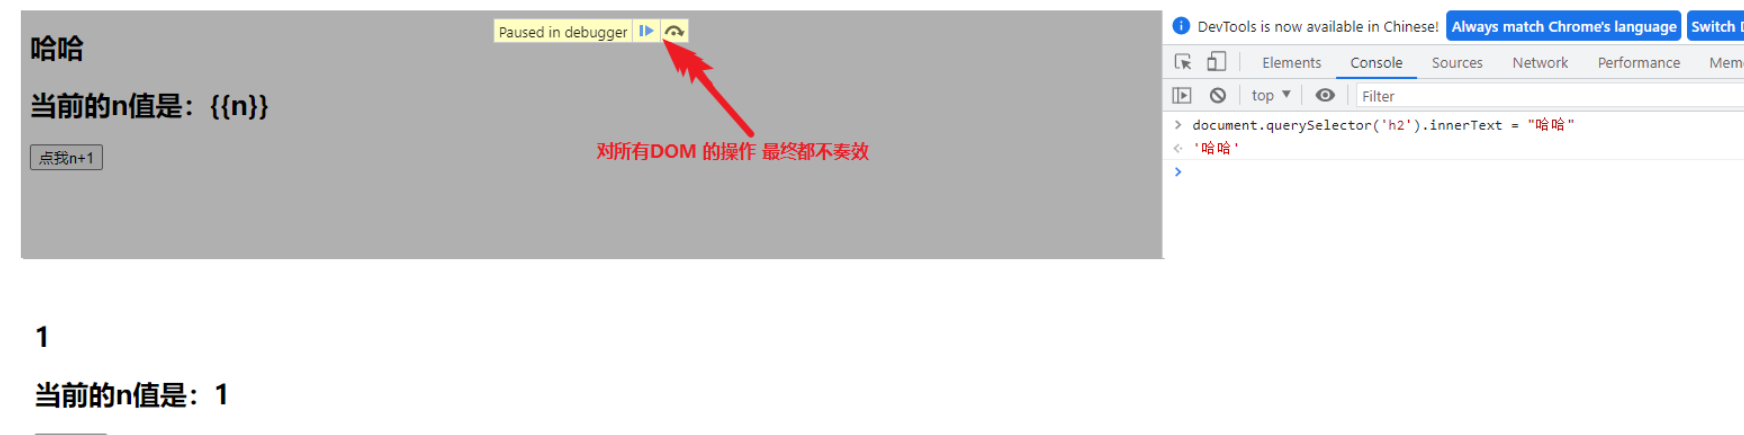 Paused in debugger
哈哈
当前的n值是：{{n}}
点我n+1
对所有DOM 的操作 最终都不奏效
DevTools is now available in Chinese! Always match Chrome's language Switch
Elements Console Sources Network Performance Mem
top Filter
document.querySelector('h2').innerText = "哈哈"
'哈哈'
1
当前的n值是：1